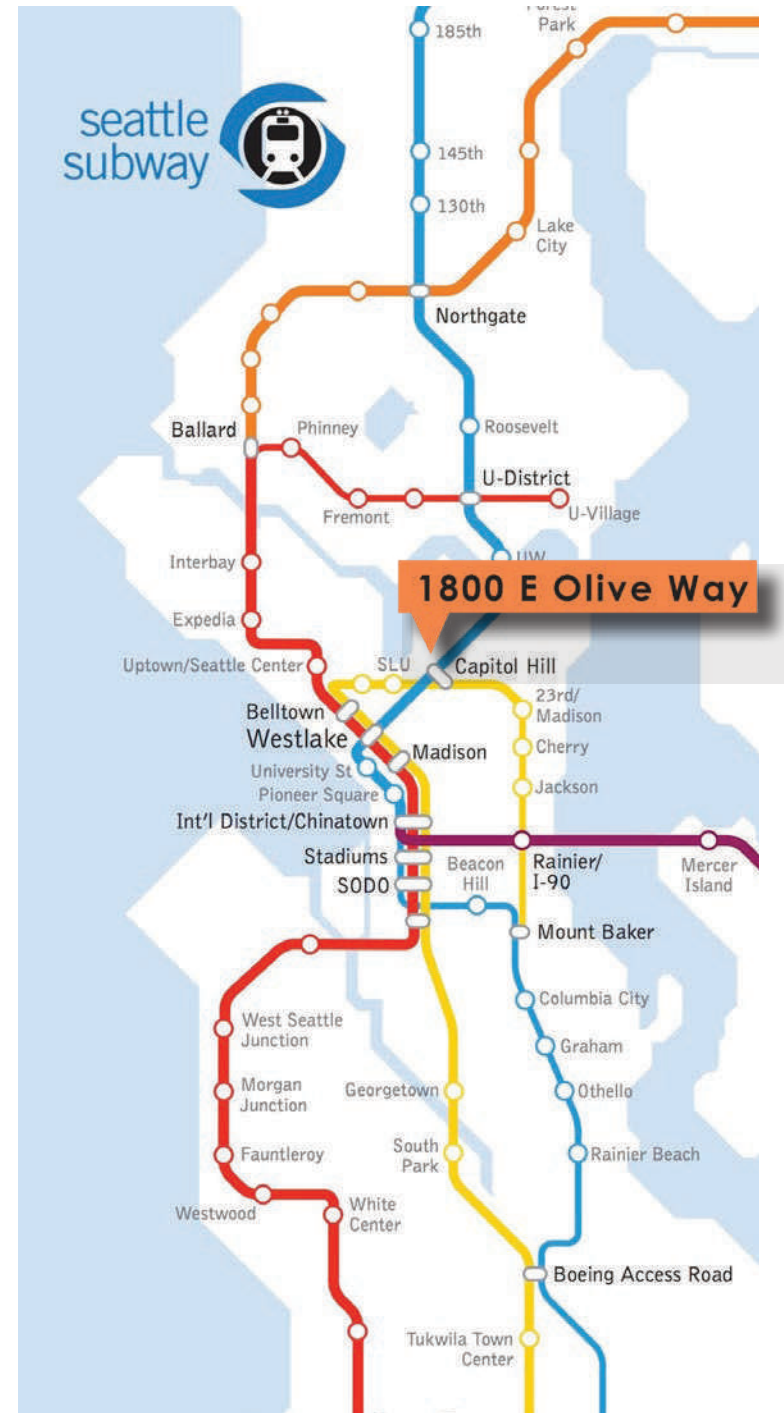 Forest
Park
185th
seattle
subway
145th
130th
Lake
City
Northgate
Ballard
Phinney
Roosevelt
U-District
Fremont
U-Village
Interbay
UW
1800 E Olive Way
Expedia
Uptown/Seattle Center
SLU
Capitol Hill
23rd/
Madison
Belltown
Westlake
Madison
Cherry
University St
Jackson
Pioneer Square
Int'l District/Chinatown
Stadiums
SODO
Beacon
Hill
Rainier/
I-90
Mercer
Island
Mount Baker
Columbia City
West Seattle
Junction
Graham
Morgan
Junction
Georgetown
Othello
Fauntleroy
South
Park
Rainier Beach
Westwood
White
Center
Boeing Access Road
Tukwila Town
Center